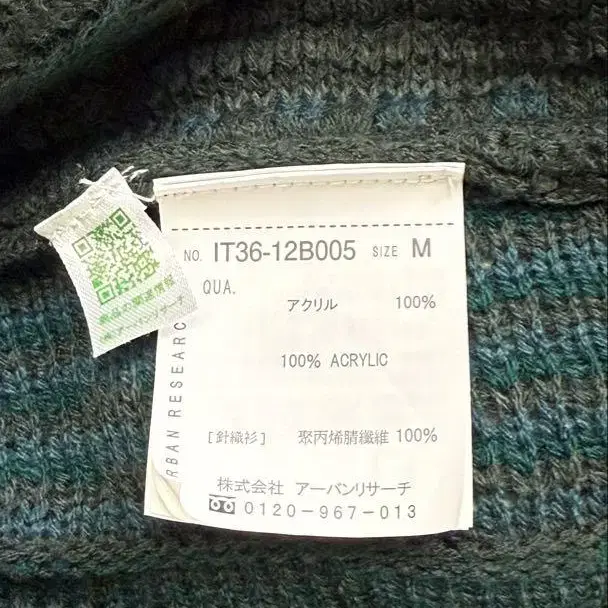 NO. IT36-12B005 SIZE M
QUA.
アクリル 100%
100% ACRYLIC
[針織衫] 聚丙烯腈纖維 100%
株式会社 アーバンリサーチ
0120-967-013
RBAN RESEARC